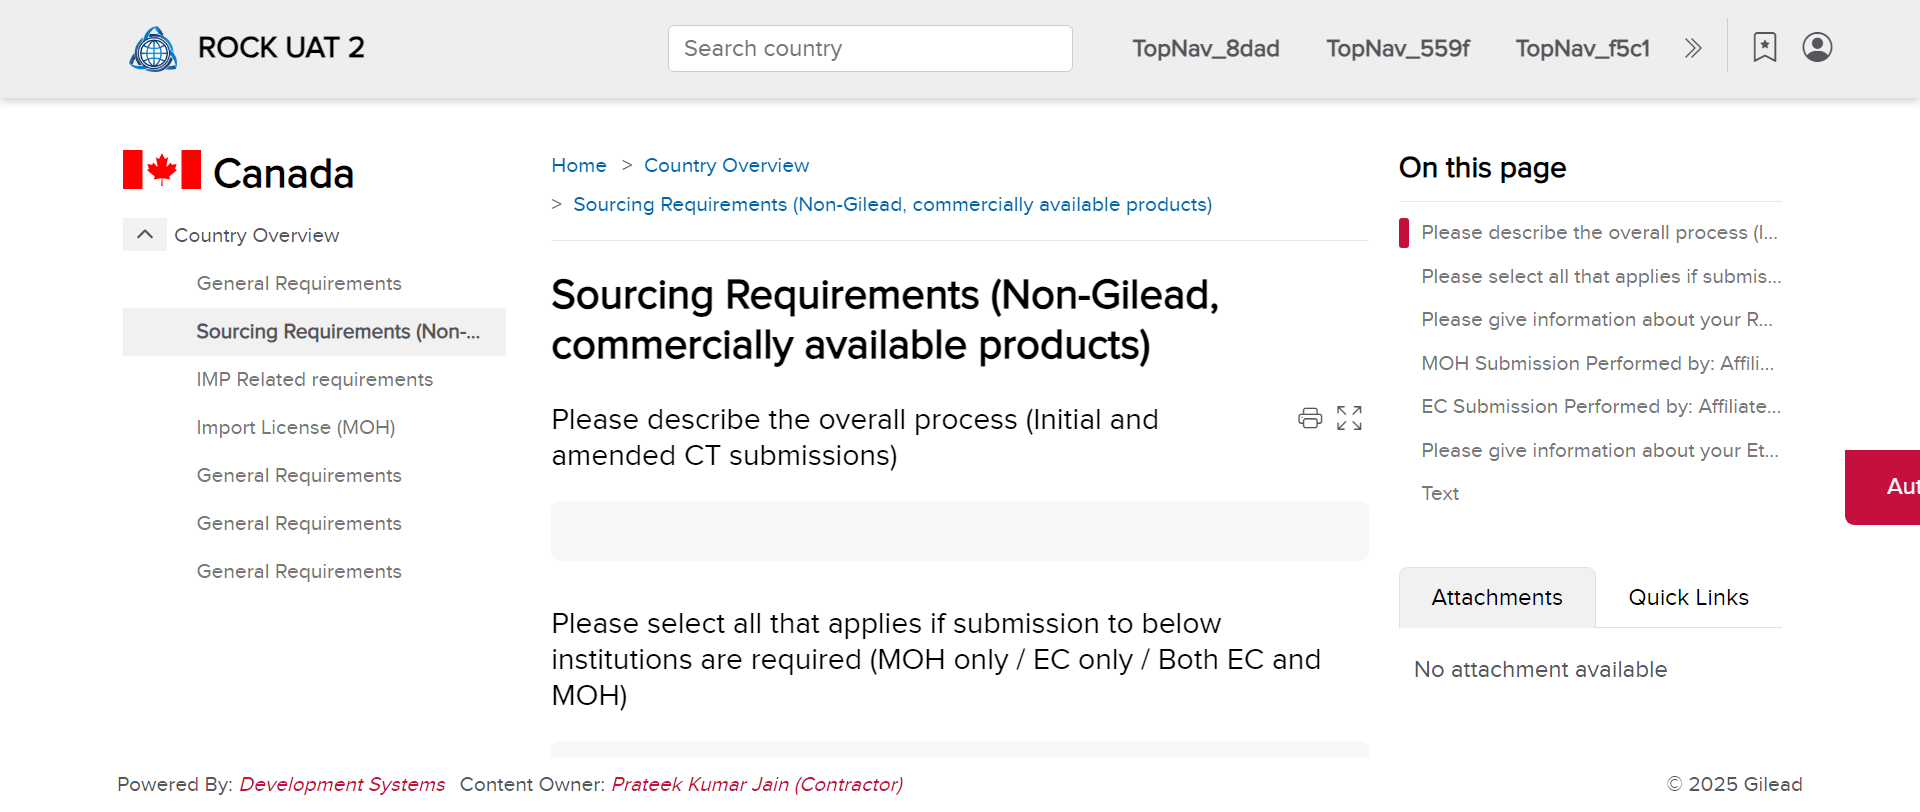 ROCK UAT 2
Search country
TopNav_8dad
TopNav_559f
TopNav_f5c1
Canada
Country Overview
General Requirements
Sourcing Requirements (Non-...
IMP Related requirements
Import License (MOH)
General Requirements
General Requirements
General Requirements
Home > Country Overview
> Sourcing Requirements (Non-Gilead, commercially available products)
Sourcing Requirements (Non-Gilead,
commercially available products)
Please describe the overall process (Initial and
amended CT submissions)
Please select all that applies if submission to below
institutions are required (MOH only / EC only / Both EC and
MOH)
On this page
Please describe the overall process (I...
Please select all that applies if submis...
Please give information about your R...
MOH Submission Performed by: Affili...
EC Submission Performed by: Affiliate...
Please give information about your Et...
Text
Aut
Attachments
Quick Links
No attachment available
Powered By: Development Systems Content Owner: Prateek Kumar Jain (Contractor)
© 2025 Gilead